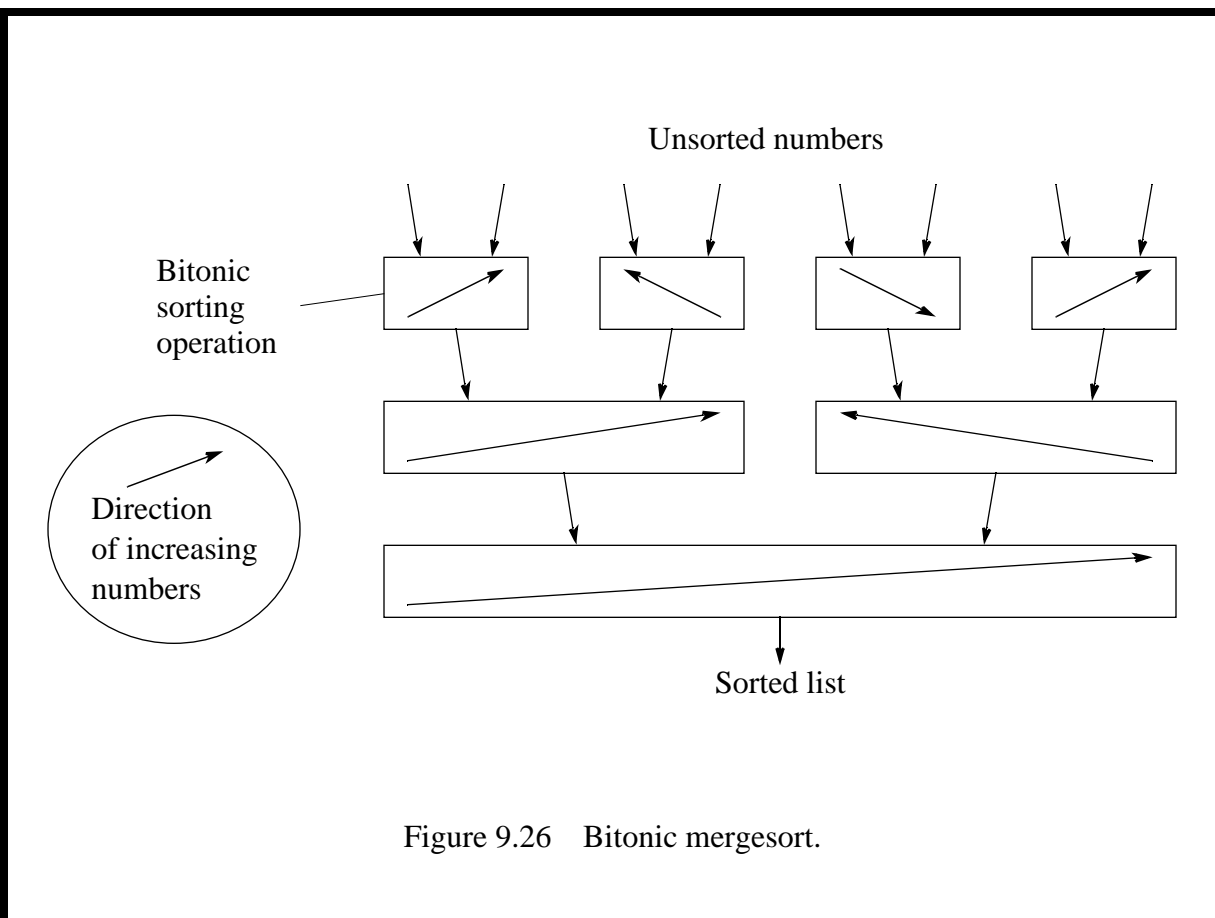 Unsorted numbers
Bitonic
sorting
operation
Direction
of increasing
numbers
Sorted list
Figure 9.26 Bitonic mergesort.